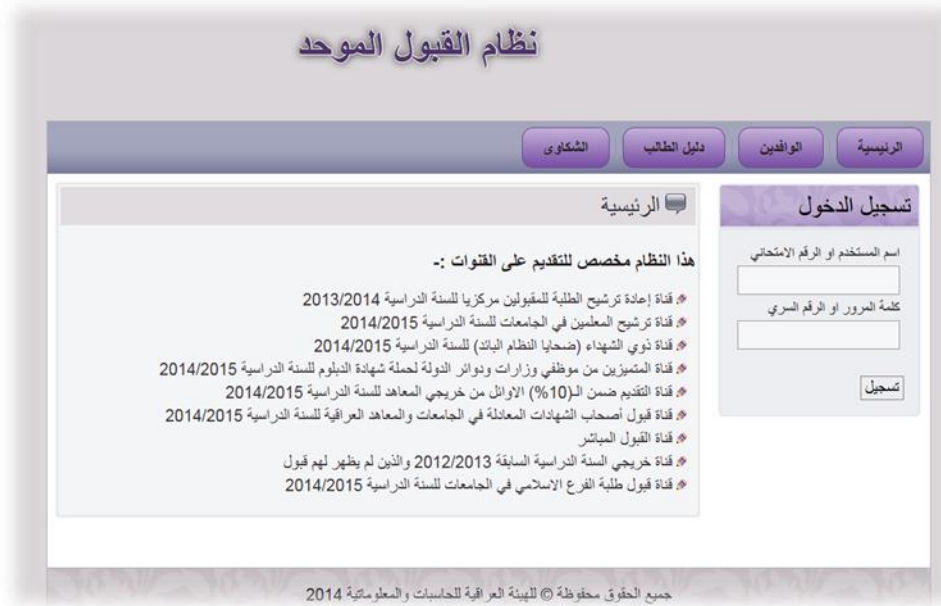 نظام القبول الموحد
الرئيسية
الوافدين
دليل الطالب
الشكاوى
تسجيل الدخول
اسم المستخدم او الرقم الامتحاني
كلمة المرور او الرقم السري
تسجيل
الرئيسية
هذا النظام مخصص للتقديم على القنوات :-
قناة إعادة ترشيح الطلبة للمقبولين مركزيا للسنة الدراسية 2013/2014
قناة ترشيح المعلمين في الجامعات للسنة الدراسية 2014/2015
قناة ذوي الشهداء (ضحايا النظام البائد) للسنة الدراسية 2014/2015
قناة المتميزين من موظفي وزارات ودوائر الدولة لحملة شهادة الدبلوم للسنة الدراسية 2014/2015
قناة التقديم ضمن الـ(10%) الاوائل من خريجي المعاهد للسنة الدراسية 2014/2015
قناة قبول أصحاب الشهادات المعادلة في الجامعات والمعاهد العراقية للسنة الدراسية 2014/2015
قناة القبول المباشر
قناة خريجي السنة الدراسية السابقة 2012/2013 والذين لم يظهر لهم قبول
قناة قبول طلبة الفرع الاسلامي في الجامعات للسنة الدراسية 2014/2015
جميع الحقوق محفوظة © للهيئة العراقية للحاسبات والمعلوماتية 2014